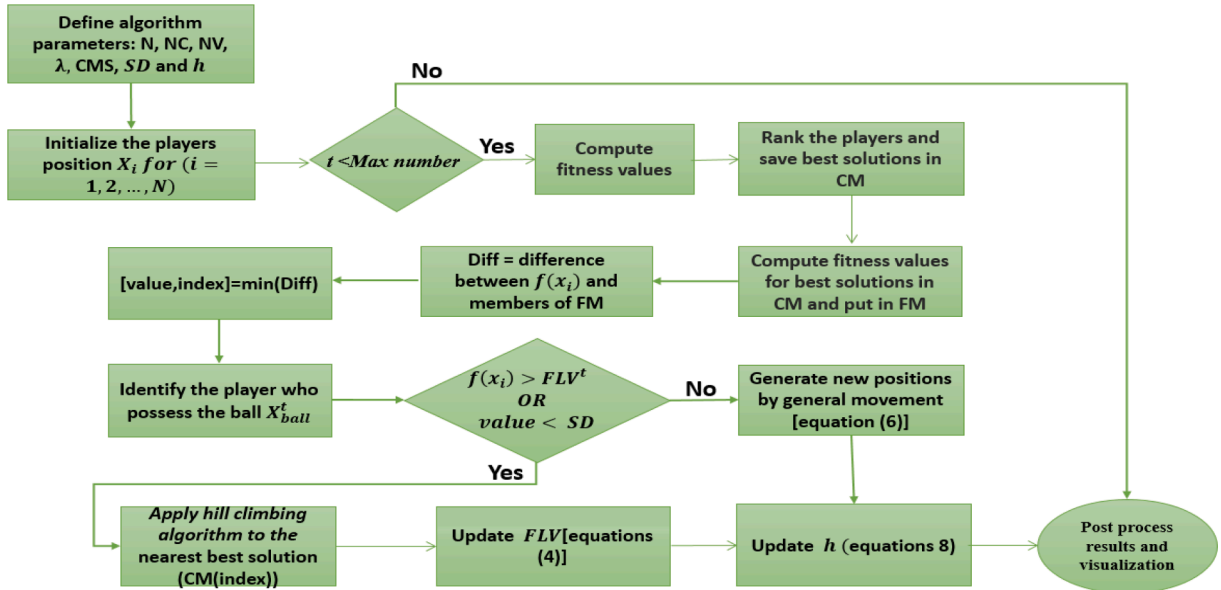 Define algorithm
parameters: N, NC, NV,
λ, CMS, SD and h
No
Initialize the players
position X_i for (i =
1, 2, ..., N)
t <Max number
Yes
Compute
fitness values
Rank the players and
save best solutions in
CM
[value,index]=min(Diff)
Diff = difference
between f(x_i) and
members of FM
Compute fitness values
for best solutions in
CM and put in FM
Identify the player who
possess the ball X^t_ball
f(x_i) > FLV^t
OR
value < SD
No
Generate new positions
by general movement
[equation (6)]
Yes
Apply hill climbing
algorithm to the
nearest best solution
(CM(index))
Update FLV[equations
(4)]
Update h (equations 8)
Post process
results and
visualization